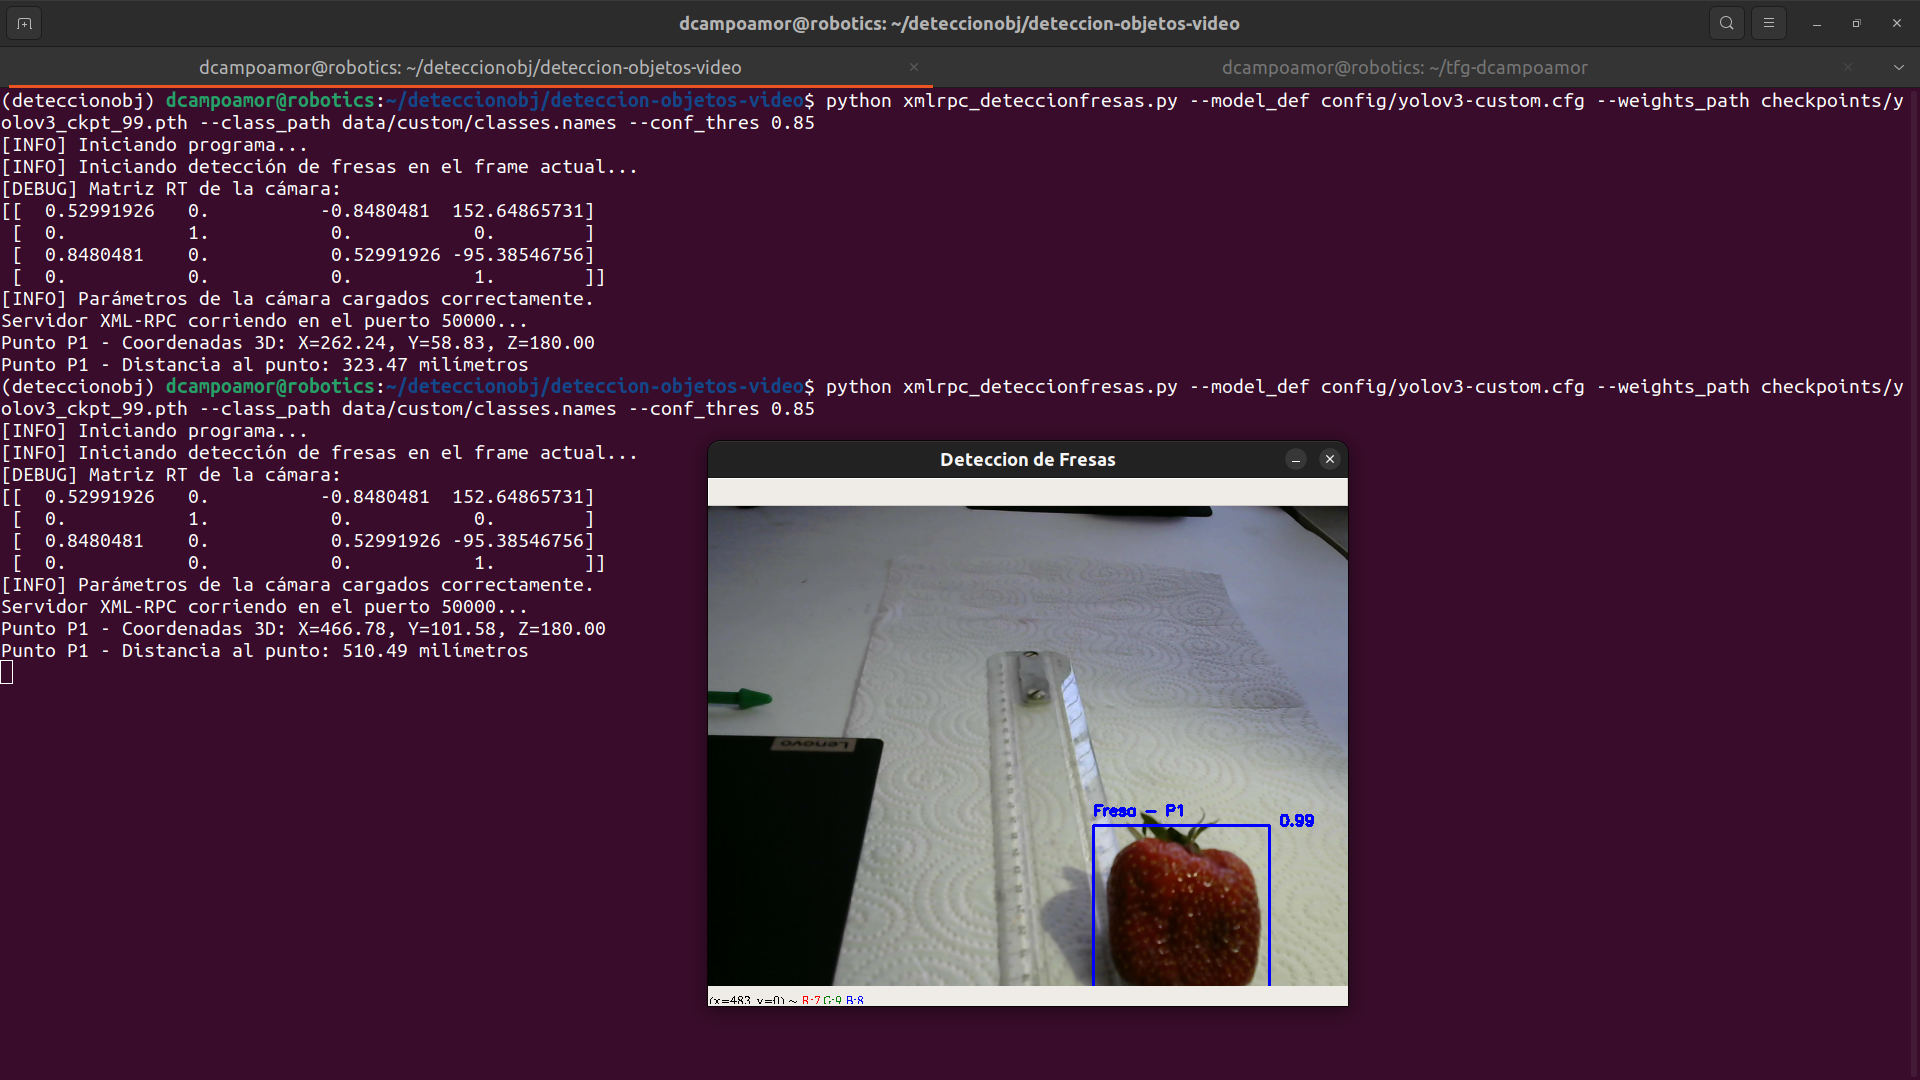 dcampoamor@robotics: ~/deteccionobj/deteccion-objetos-video
dcampoamor@robotics: ~/deteccionobj/deteccion-objetos-video
dcampoamor@robotics: ~/tfg-dcampoamor
(deteccionobj) dcampoamor@robotics:~/deteccionobj/deteccion-objetos-video$ python xmlrpc_deteccionfresas.py --model_def config/yolov3-custom.cfg --weights_path checkpoints/y
olov3_ckpt_99.pth --class_path data/custom/classes.names --conf_thres 0.85
[INFO] Iniciando programa...
[INFO] Iniciando detección de fresas en el frame actual...
[DEBUG] Matriz RT de la cámara:
[[  0.52991926   0.          -0.8480481  152.64865731]
 [  0.           1.           0.           0.        ]
 [  0.8480481    0.           0.52991926 -95.38546756]
 [  0.           0.           0.           1.        ]]
[INFO] Parámetros de la cámara cargados correctamente.
Servidor XML-RPC corriendo en el puerto 50000...
Punto P1 - Coordenadas 3D: X=262.24, Y=58.83, Z=180.00
Punto P1 - Distancia al punto: 323.47 milímetros
(deteccionobj) dcampoamor@robotics:~/deteccionobj/deteccion-objetos-video$ python xmlrpc_deteccionfresas.py --model_def config/yolov3-custom.cfg --weights_path checkpoints/y
olov3_ckpt_99.pth --class_path data/custom/classes.names --conf_thres 0.85
[INFO] Iniciando programa...
[INFO] Iniciando detección de fresas en el frame actual...
[DEBUG] Matriz RT de la cámara:
[[  0.52991926   0.          -0.8480481  152.64865731]
 [  0.           1.           0.           0.        ]
 [  0.8480481    0.           0.52991926 -95.38546756]
 [  0.           0.           0.           1.        ]]
[INFO] Parámetros de la cámara cargados correctamente.
Servidor XML-RPC corriendo en el puerto 50000...
Punto P1 - Coordenadas 3D: X=466.78, Y=101.58, Z=180.00
Punto P1 - Distancia al punto: 510.49 milímetros
Deteccion de Fresas
Lenovo
Fresa - P1
0.99
(x=483, y=0) ~ R:7 G:9 B:8